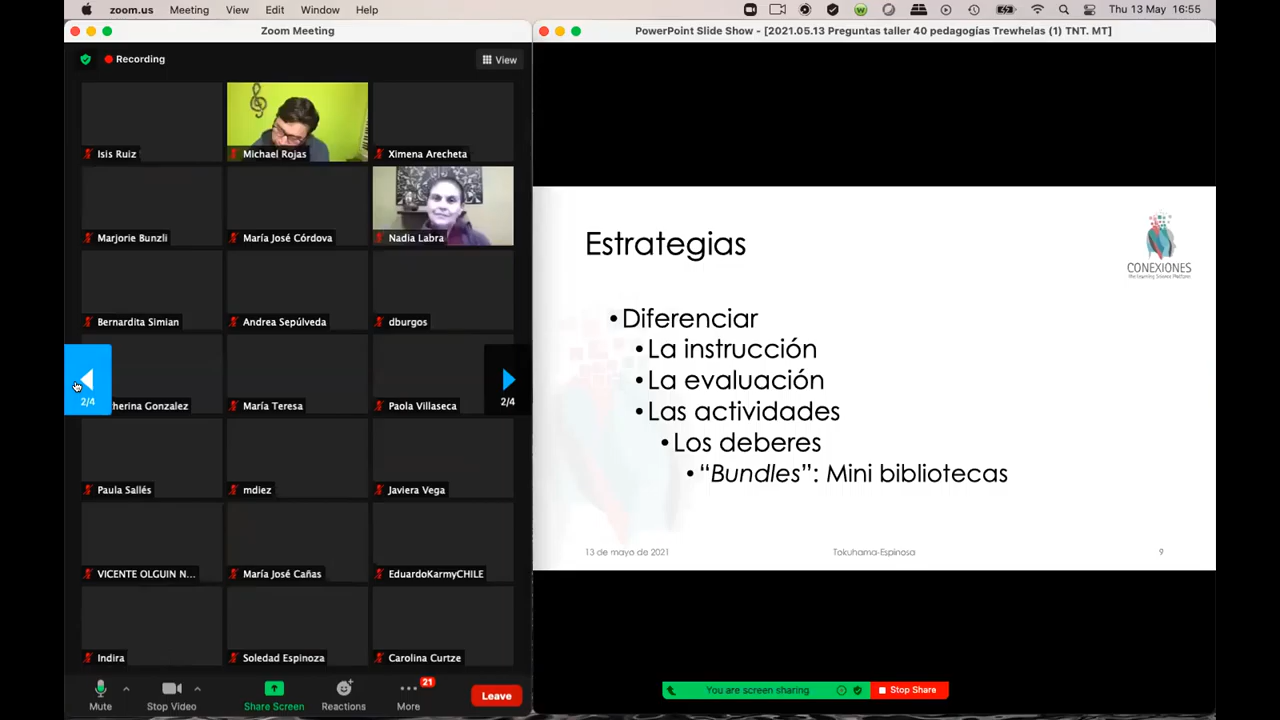 zoom.us Meeting View Edit Window Help
Thu 13 May 16:55
Zoom Meeting
PowerPoint Slide Show - [2021.05.13 Preguntas taller 40 pedagogías Trewhelas (1) TNT. MT]
Recording
View
Isis Ruiz
Michael Rojas
Ximena Arecheta
Marjorie Bunzli
María José Córdova
Nadia Labra
Bernardita Simian
Andrea Sepúlveda
dburgos
herina Gonzalez
María Teresa
Paola Villaseca
2/4
2/4
Paula Sallés
mdiez
Javiera Vega
VICENTE OLGUIN N...
María José Cañas
EduardoKarmyCHILE
Indira
Soledad Espinoza
Carolina Curtze
Mute
Stop Video
Share Screen
Reactions
21
More
Leave
Estrategias
CONEXIONES
the Learning Science Platform
•Diferenciar
•La instrucción
•La evaluación
•Las actividades
•Los deberes
•“Bundles”: Mini bibliotecas
13 de mayo de 2021
Tokuhama-Espinosa
9
You are screen sharing
Stop Share